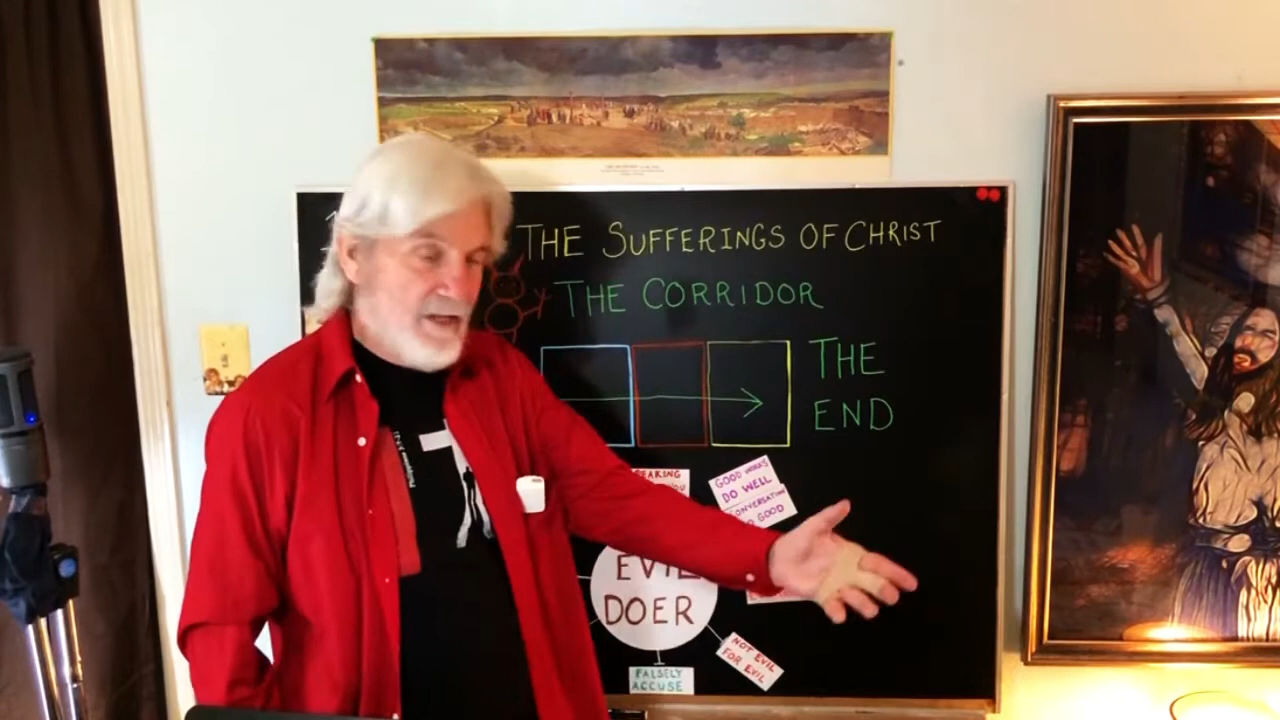 THE SUFFERINGS OF CHRIST
THE CORRIDOR
THE
END
GOOD WORKS
DO WELL
CONVERSATION
GOOD
EVIL
DOER
NOT EVIL
FOR EVIL
FALSELY
ACCUSE